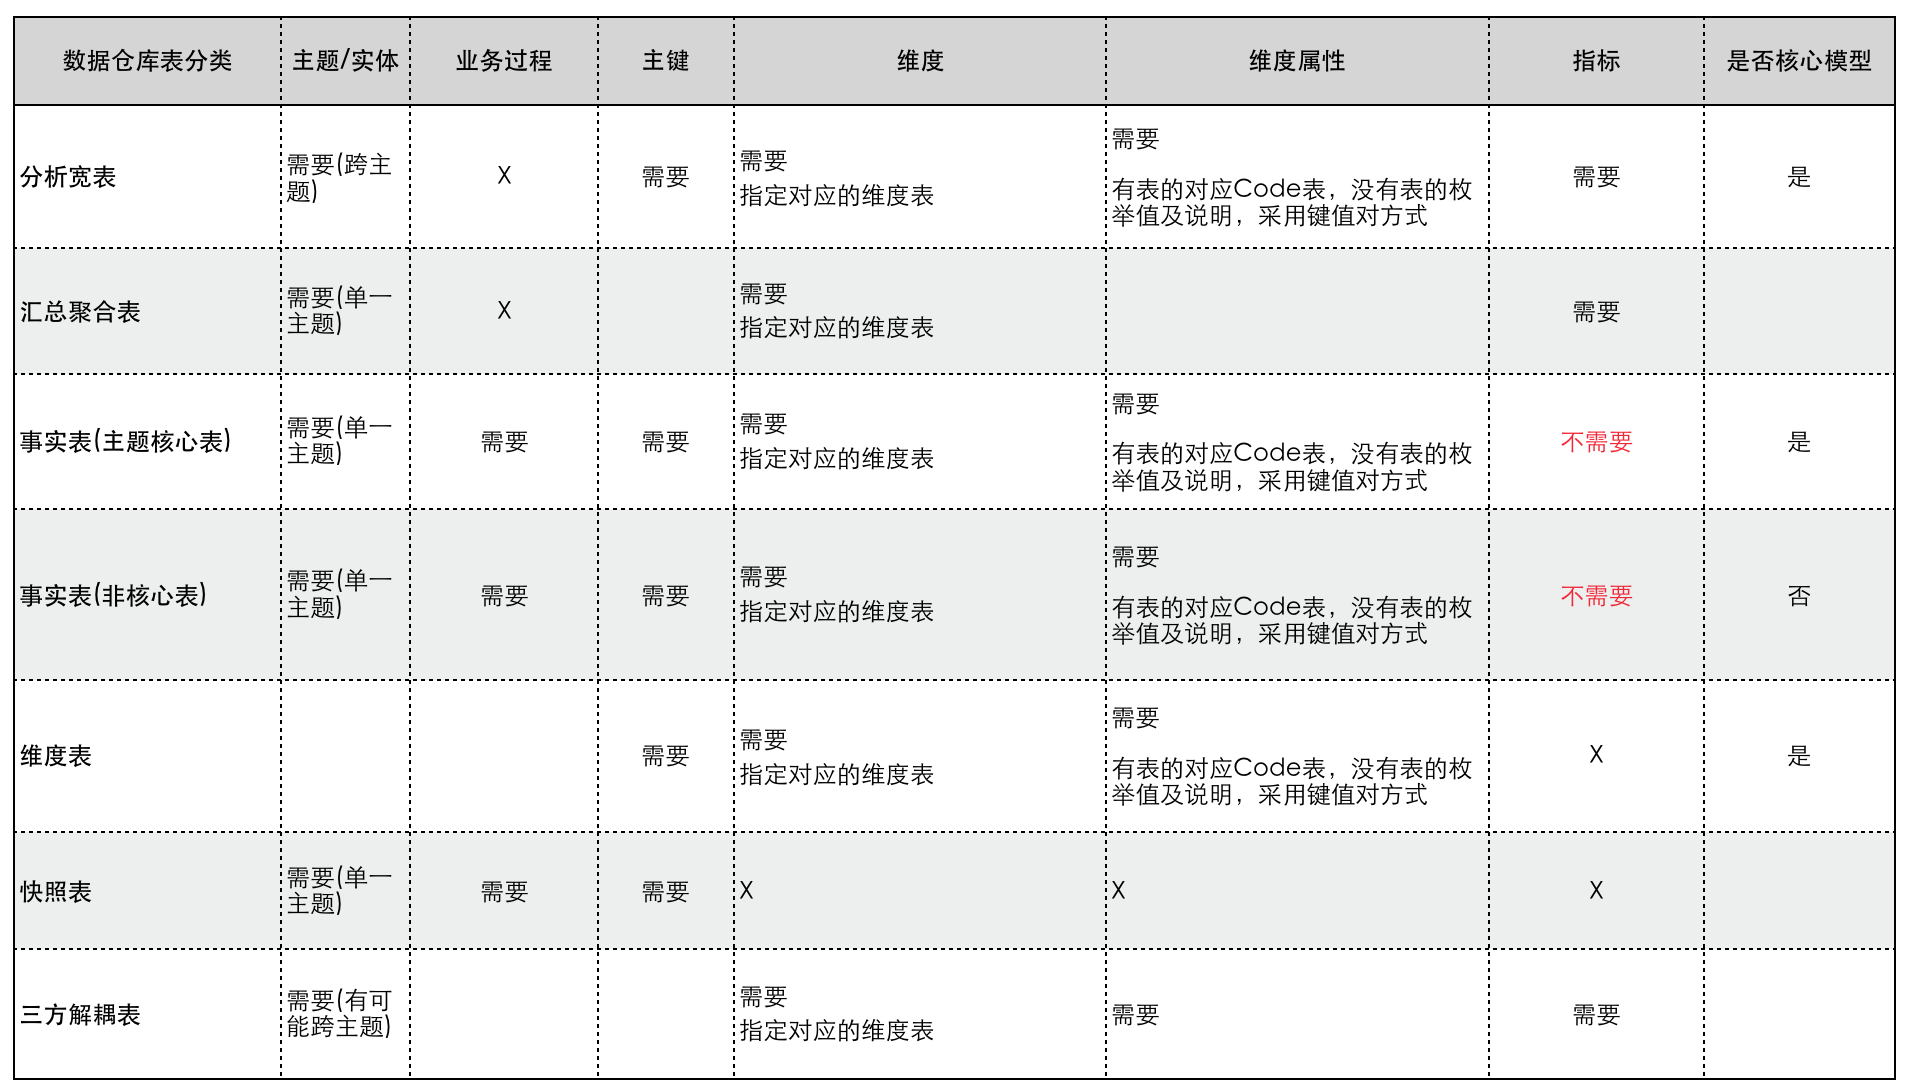 数据仓库表分类 主题/实体 业务过程 主键 维度 维度属性 指标 是否核心模型
分析宽表
需要(跨主
题)
X
需要
需要
指定对应的维度表
需要
有表的对应Code表，没有表的枚
举值及说明，采用键值对方式
需要
是
汇总聚合表
需要(单一
主题)
X
需要
指定对应的维度表
需要
事实表(主题核心表)
需要(单一
主题)
需要
需要
需要
指定对应的维度表
需要
有表的对应Code表，没有表的枚
举值及说明，采用键值对方式
不需要
是
事实表(非核心表)
需要(单一
主题)
需要
需要
需要
指定对应的维度表
需要
有表的对应Code表，没有表的枚
举值及说明，采用键值对方式
不需要
否
维度表
需要
需要
指定对应的维度表
需要
有表的对应Code表，没有表的枚
举值及说明，采用键值对方式
X
是
快照表
需要(单一
主题)
需要
需要
X
X
X
三方解耦表
需要(有可
能跨主题)
需要
指定对应的维度表
需要
需要